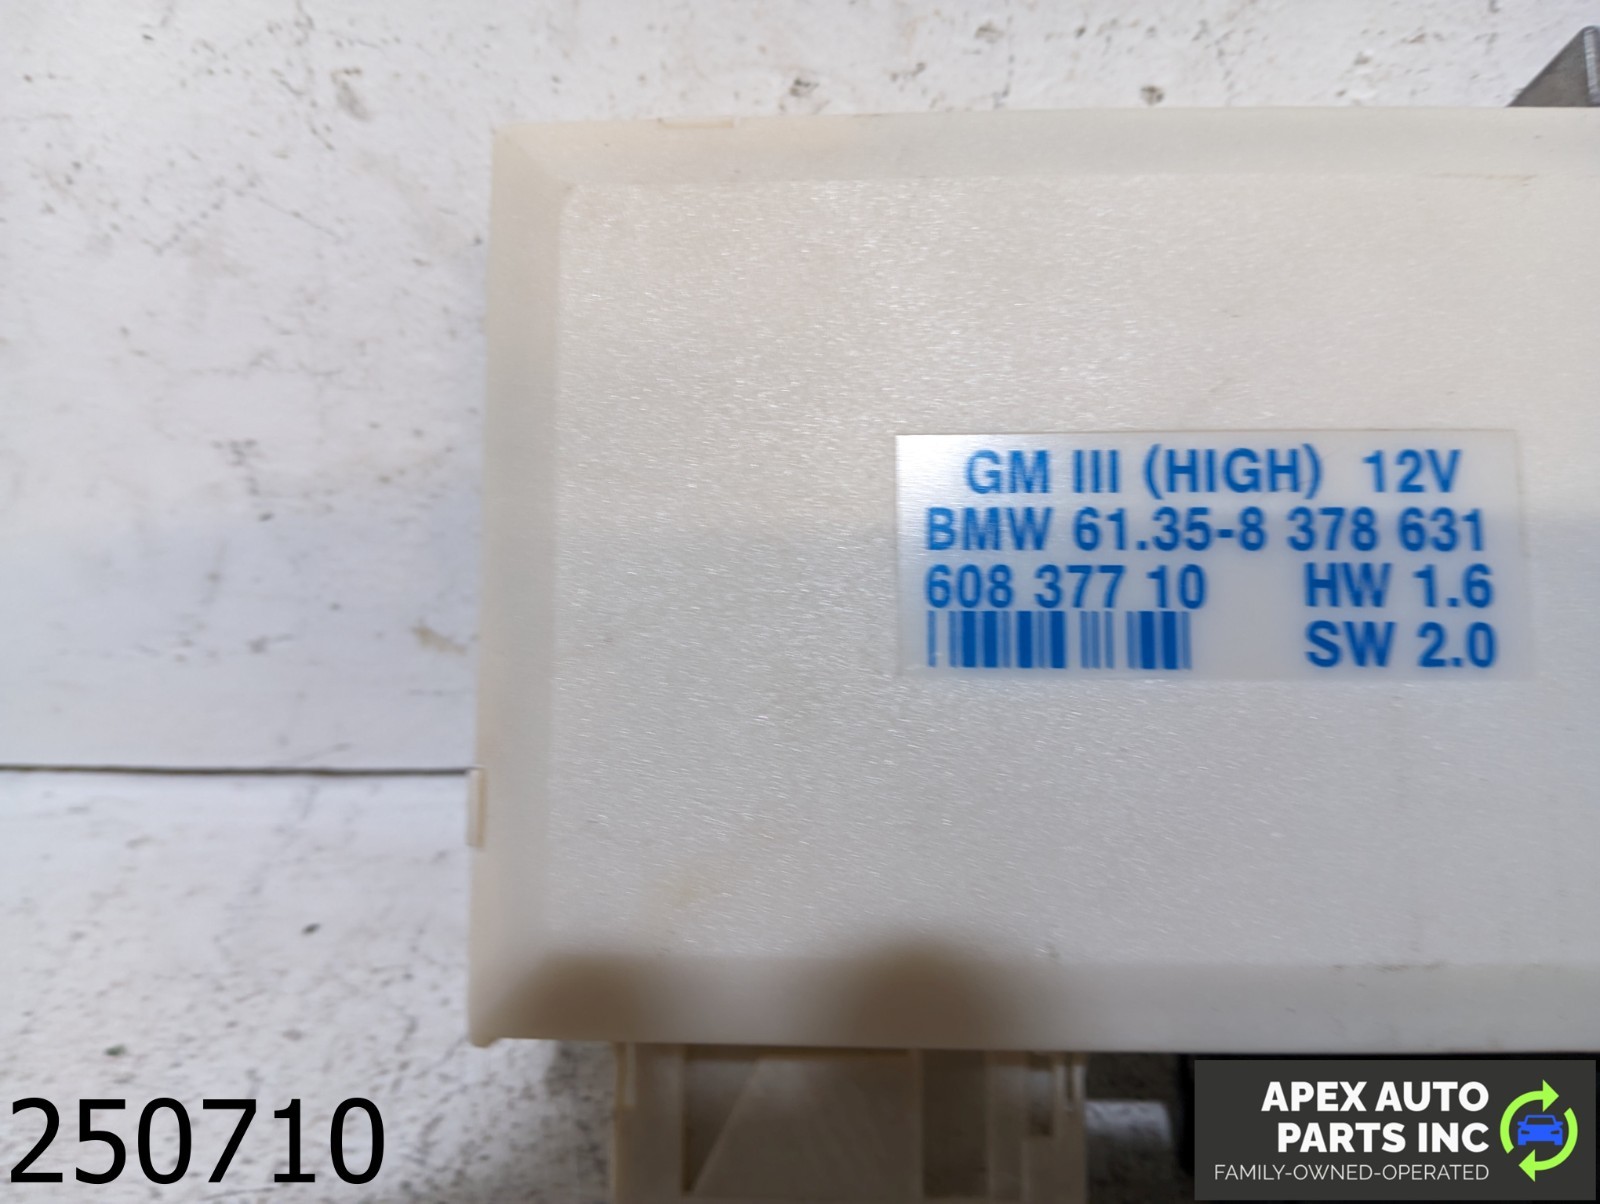 GM III (HIGH) 12V
BMW 61.35-8 378 631
608 377 10 HW 1.6
SW 2.0
250710
APEX AUTO
PARTS INC
FAMILY-OWNED-OPERATED